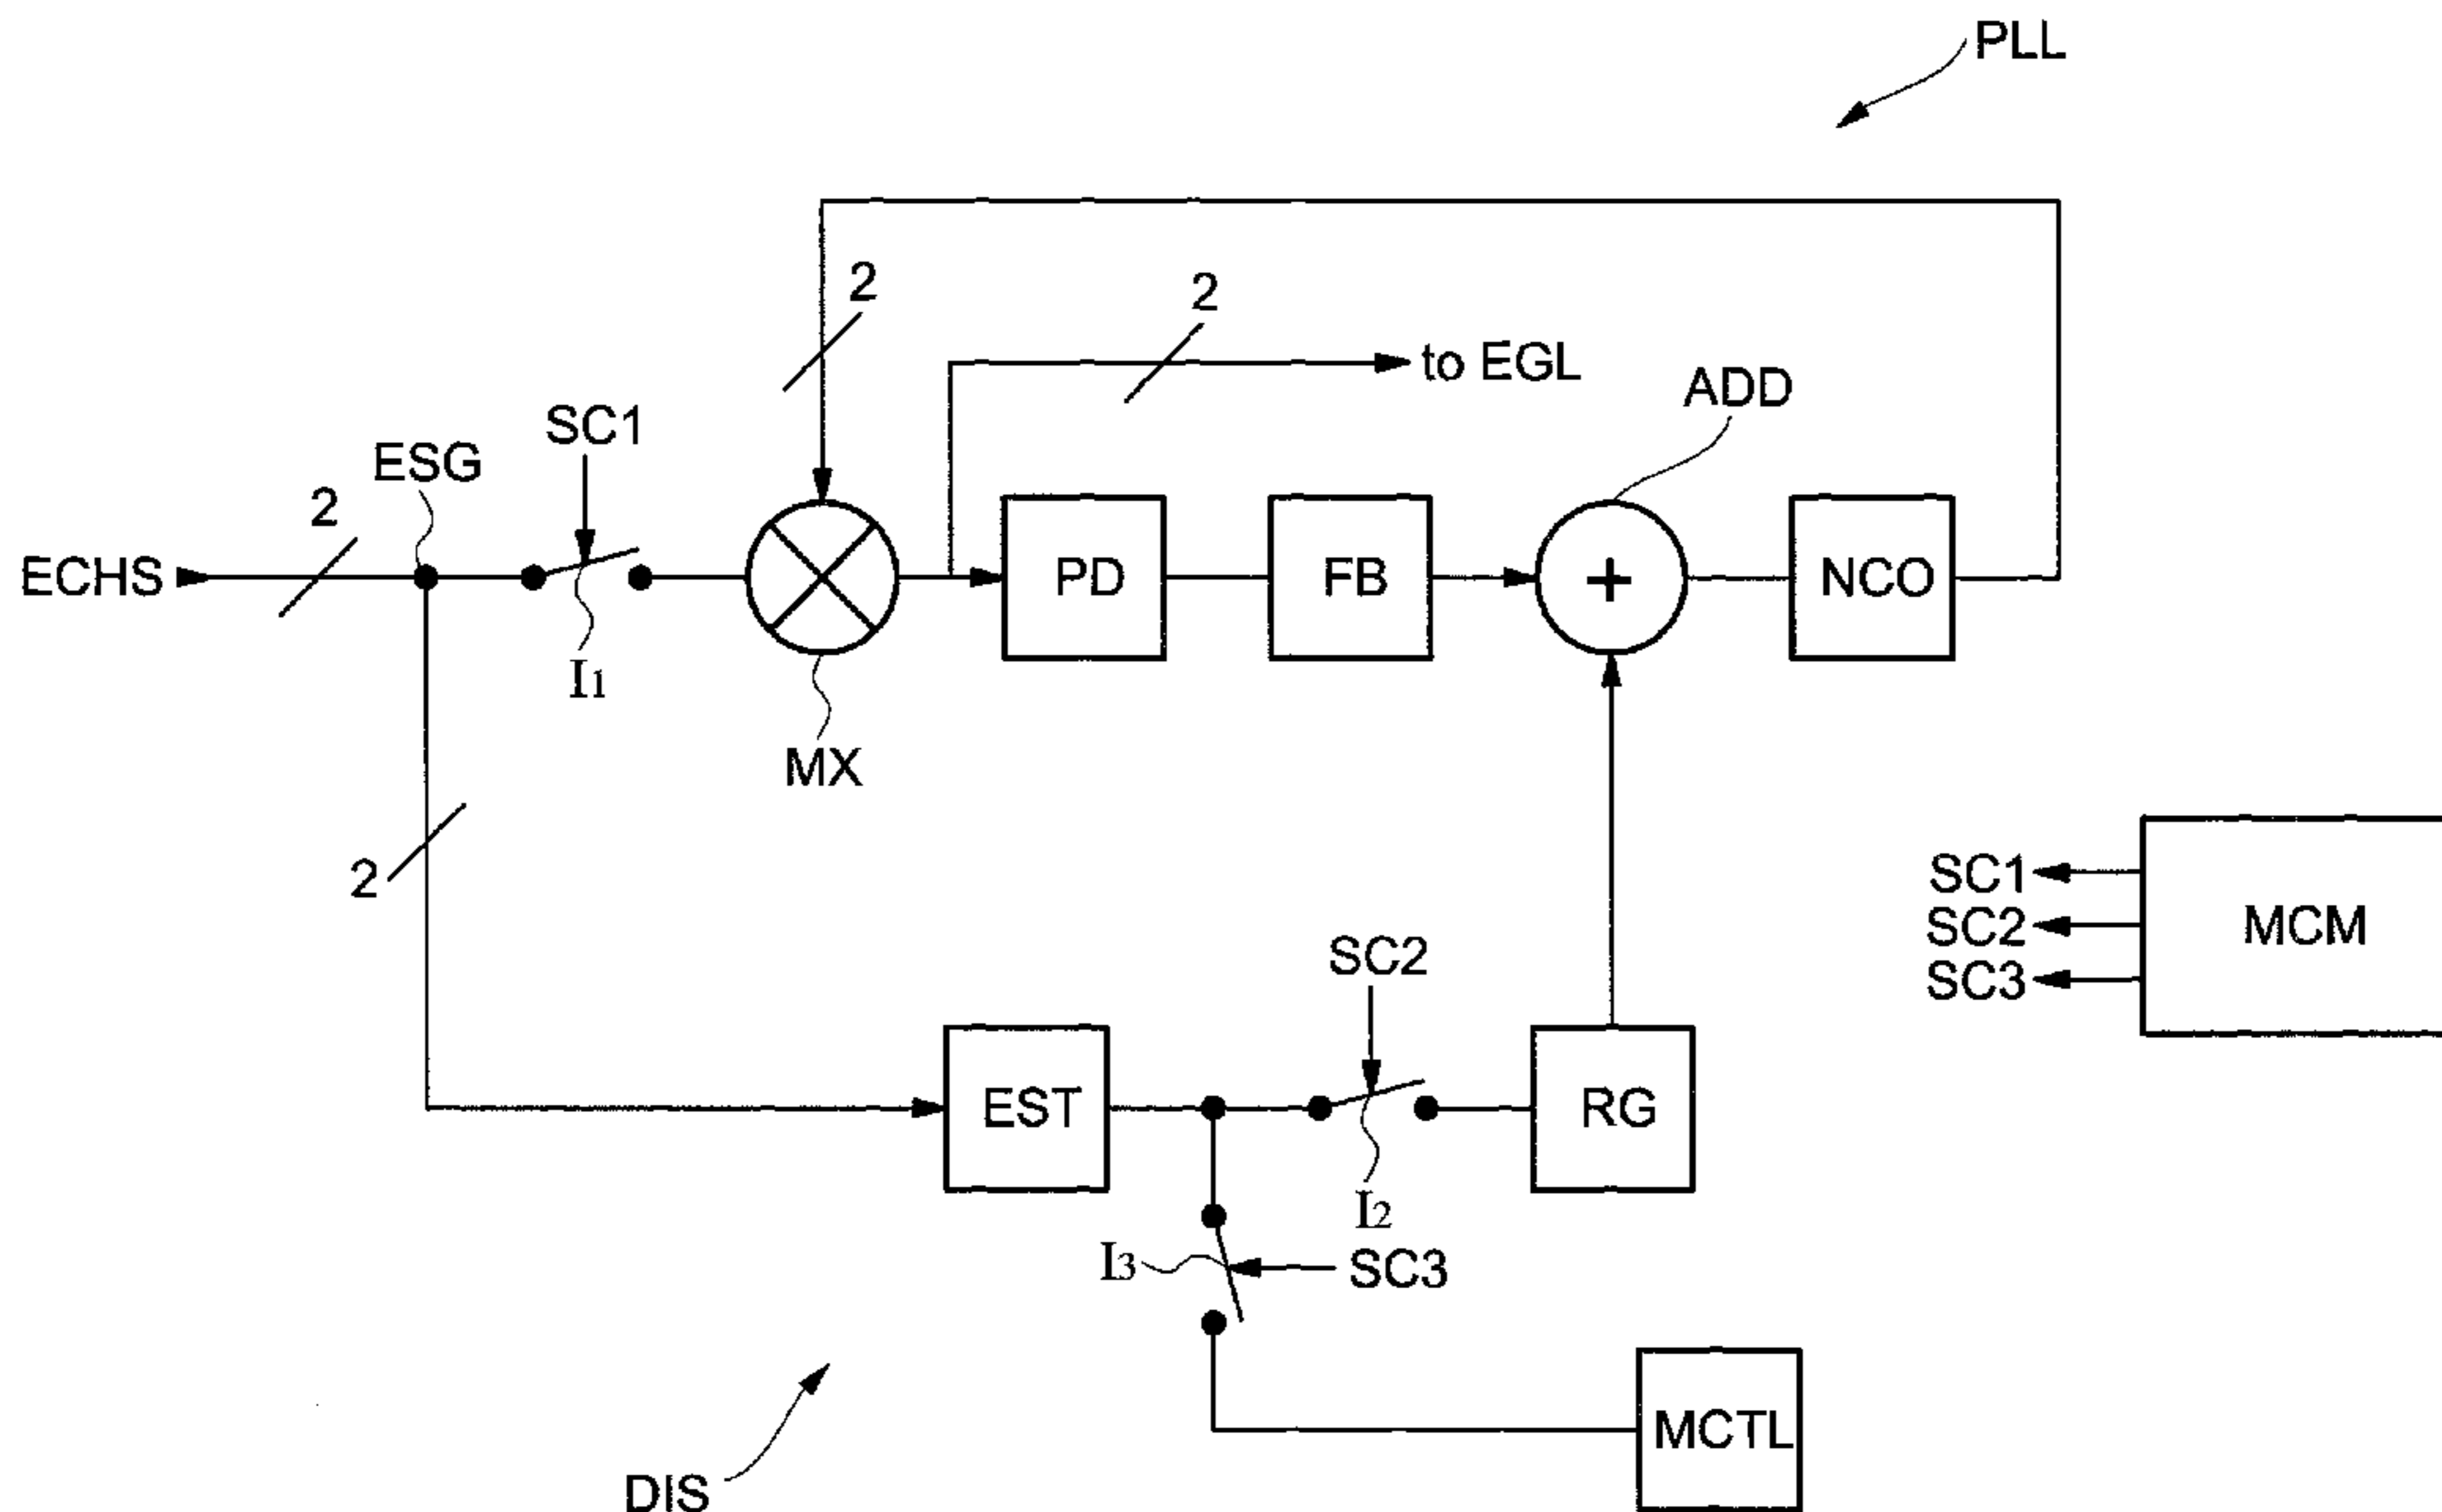 PLL
2
2
to EGL
ADD
SC1
ESG
2
ECHS
PD
FB
+
NCO
I1
MX
2
SC1
SC2
SC3
MCM
SC2
EST
RG
I2
I3
SC3
MCTL
DIS